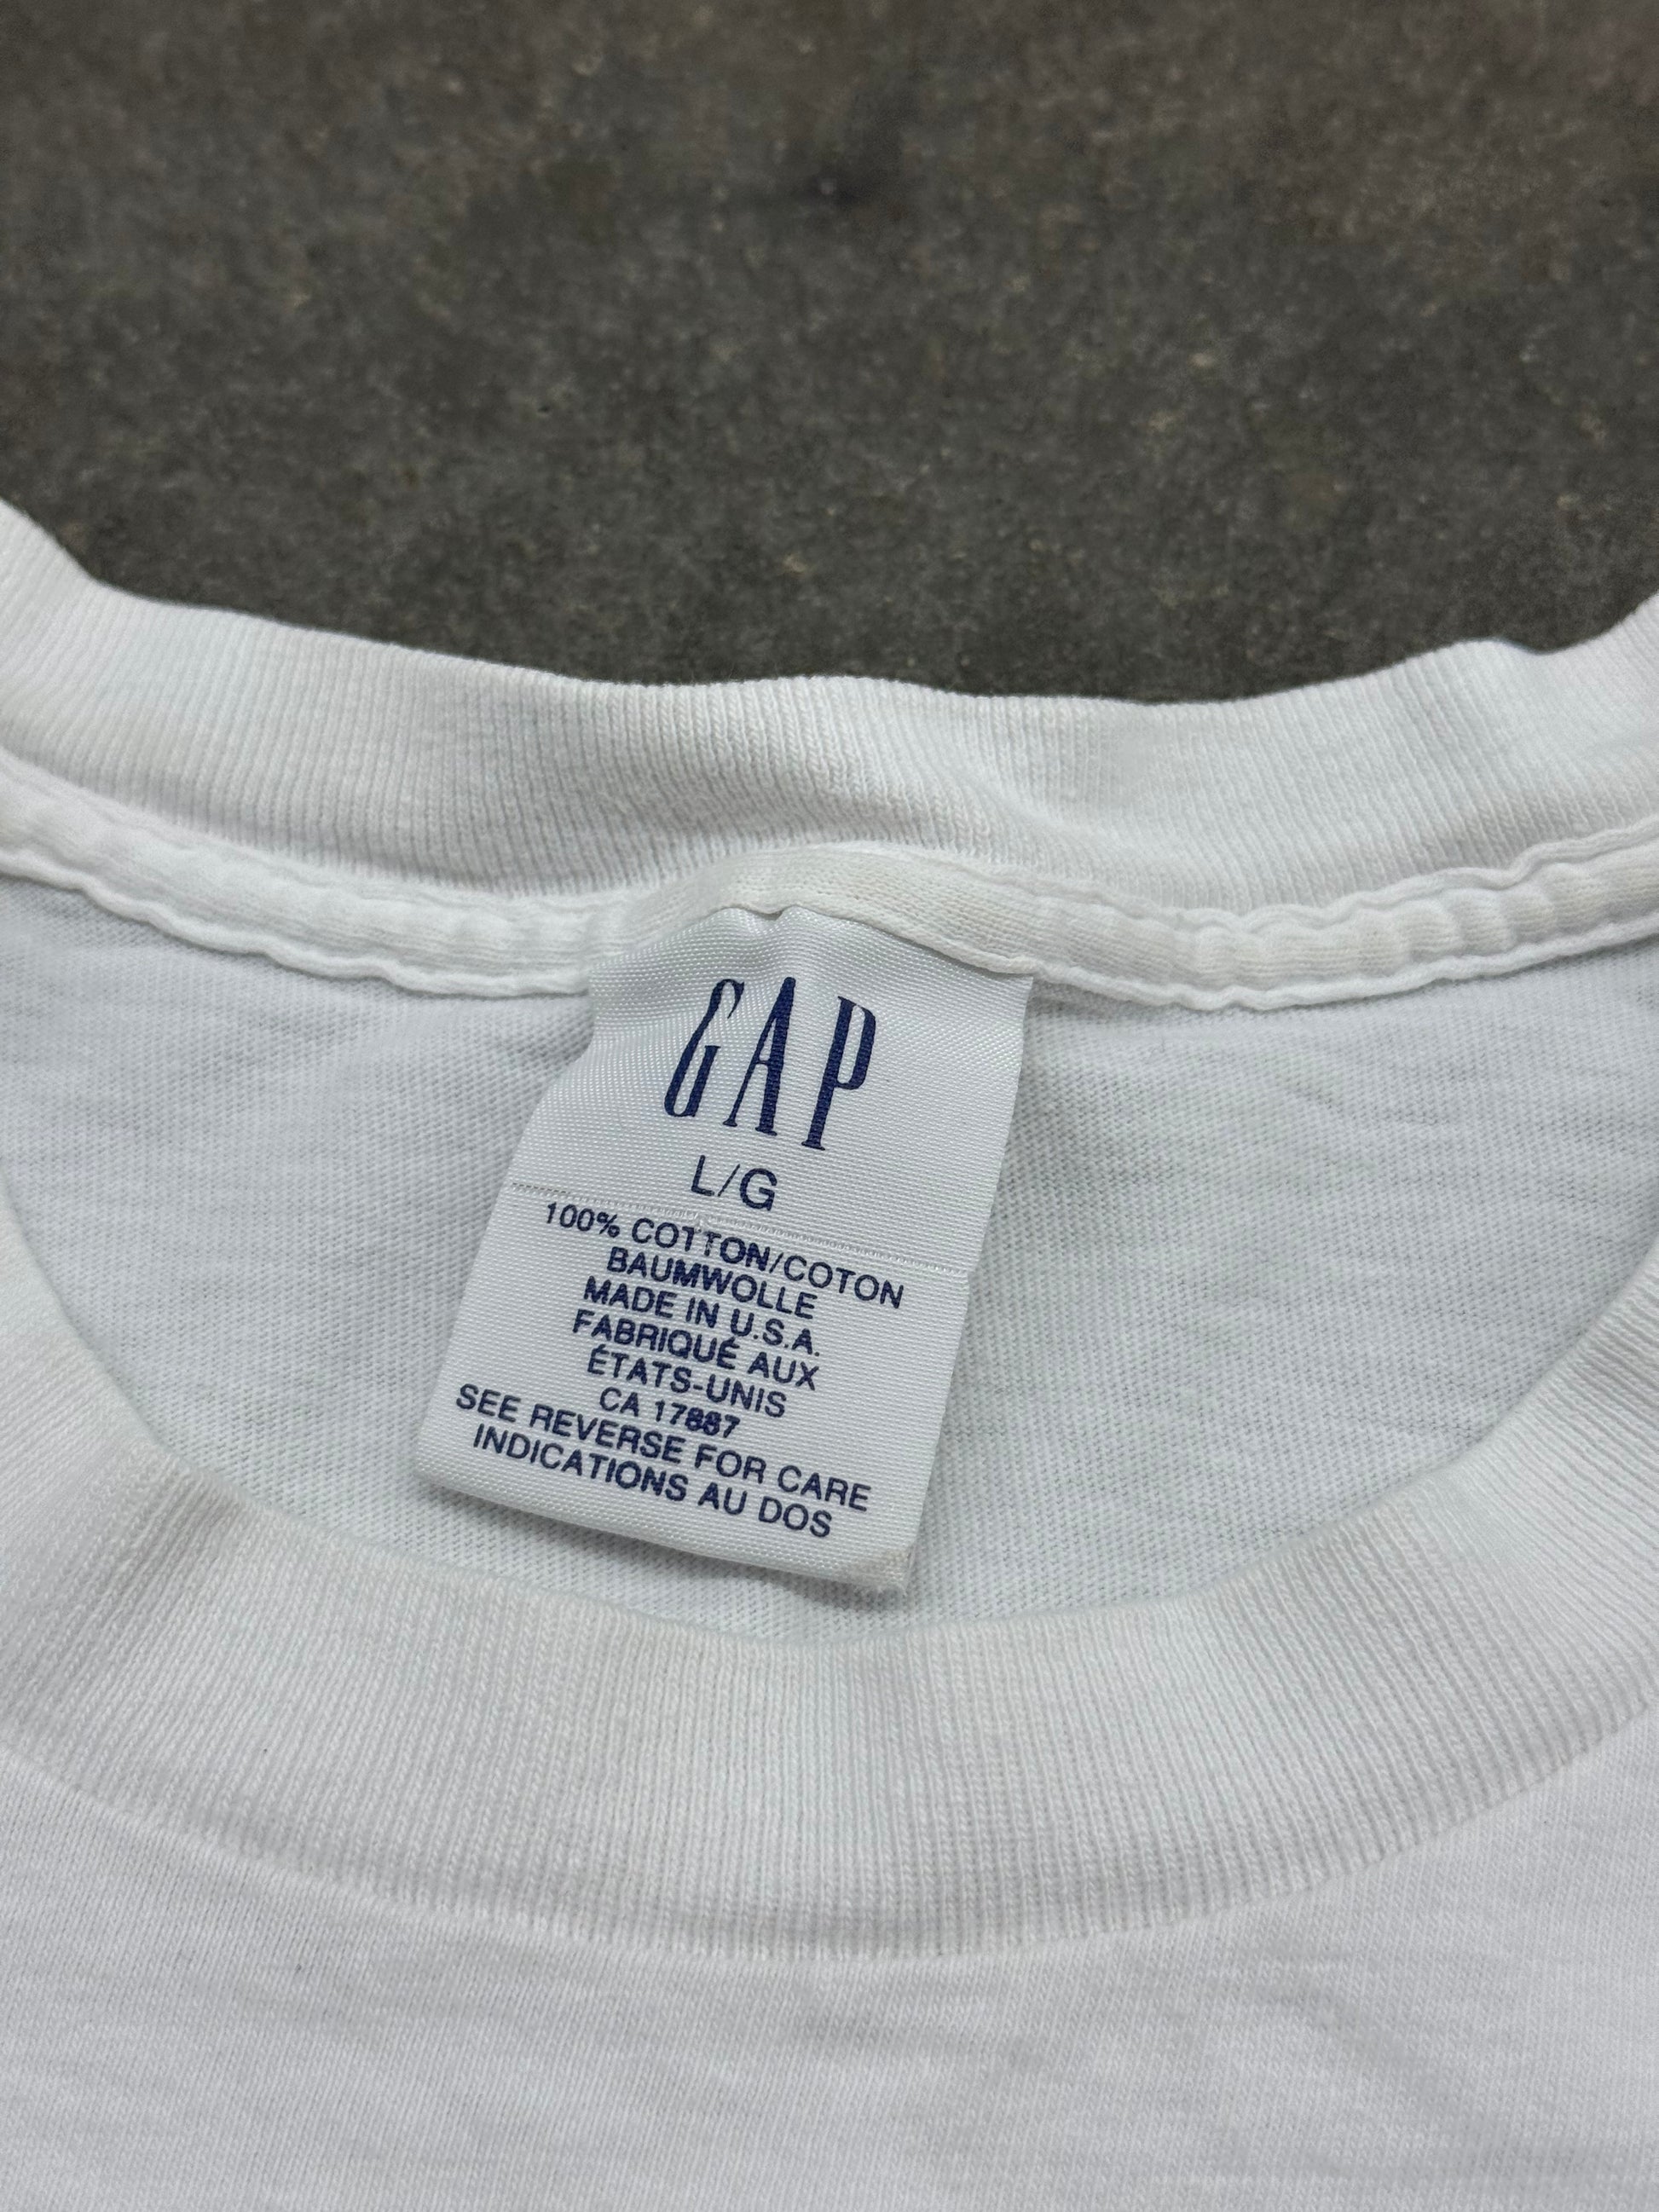 GAP
L/G
100% COTTON/COTON
BAUMWOLLE
MADE IN U.S.A.
FABRIQUÉ AUX
ÉTATS-UNIS
CA 17887
SEE REVERSE FOR CARE
INDICATIONS AU DOS